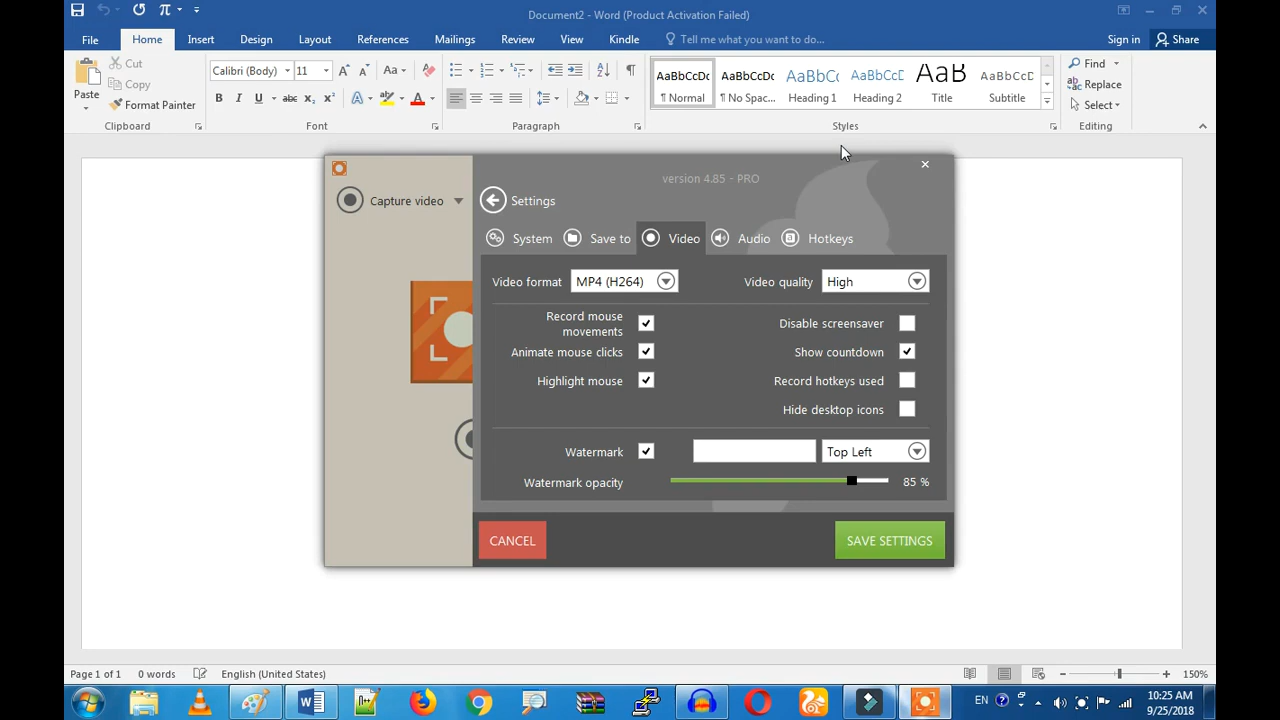 Document2 - Word (Product Activation Failed)
File Home Insert Design Layout References Mailings Review View Kindle Tell me what you want to do... Sign in Share
Paste Cut Copy Format Painter
Calibri (Body) 11 Aa
B I U abc x₂ x² A A
AaBbCcDc AaBbCcDc AaBbCc AaBbCcD AaB AaBbCcD
¶ Normal ¶ No Spac... Heading 1 Heading 2 Title Subtitle
Find Replace Select
Clipboard Font Paragraph Styles Editing
version 4.85 - PRO
Capture video
Settings
System Save to Video Audio Hotkeys
Video format MP4 (H264) Video quality High
Record mouse
movements
Disable screensaver
Animate mouse clicks Show countdown
Highlight mouse Record hotkeys used
Hide desktop icons
Watermark Top Left
Watermark opacity 85 %
CANCEL SAVE SETTINGS
Page 1 of 1 0 words English (United States) 150%
EN 10:25 AM
9/25/2018